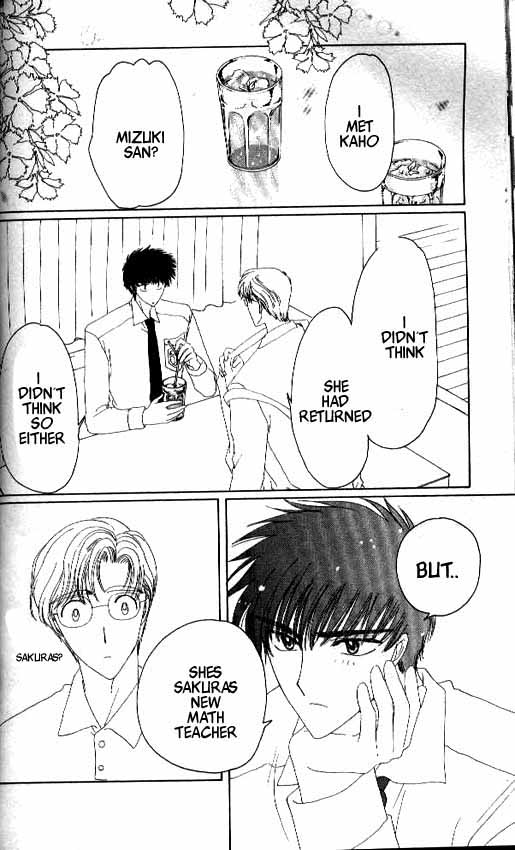 I
MET
KAHO
MIZUKI
SAN?
I
DIDN'T
THINK
SHE
HAD
RETURNED
I
DIDN'T
THINK
SO
EITHER
BUT..
SHES
SAKURAS
NEW
MATH
TEACHER
SAKURAS?